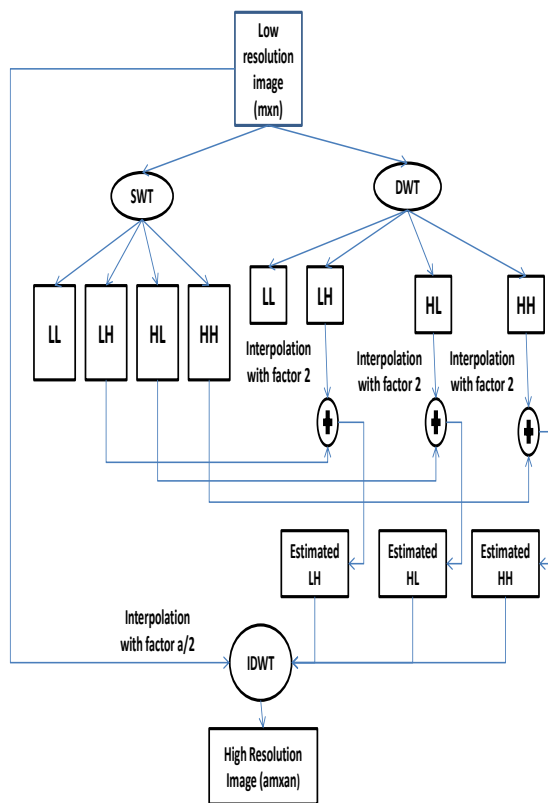 Low
resolution
image
(mxn)
SWT
DWT
LL
LH
HL
HH
LL
LH
HL
HH
Interpolation
with factor 2
Interpolation
with factor 2
Interpolation
with factor 2
Estimated
LH
Estimated
HL
Estimated
HH
Interpolation
with factor a/2
IDWT
High Resolution
Image (amxan)